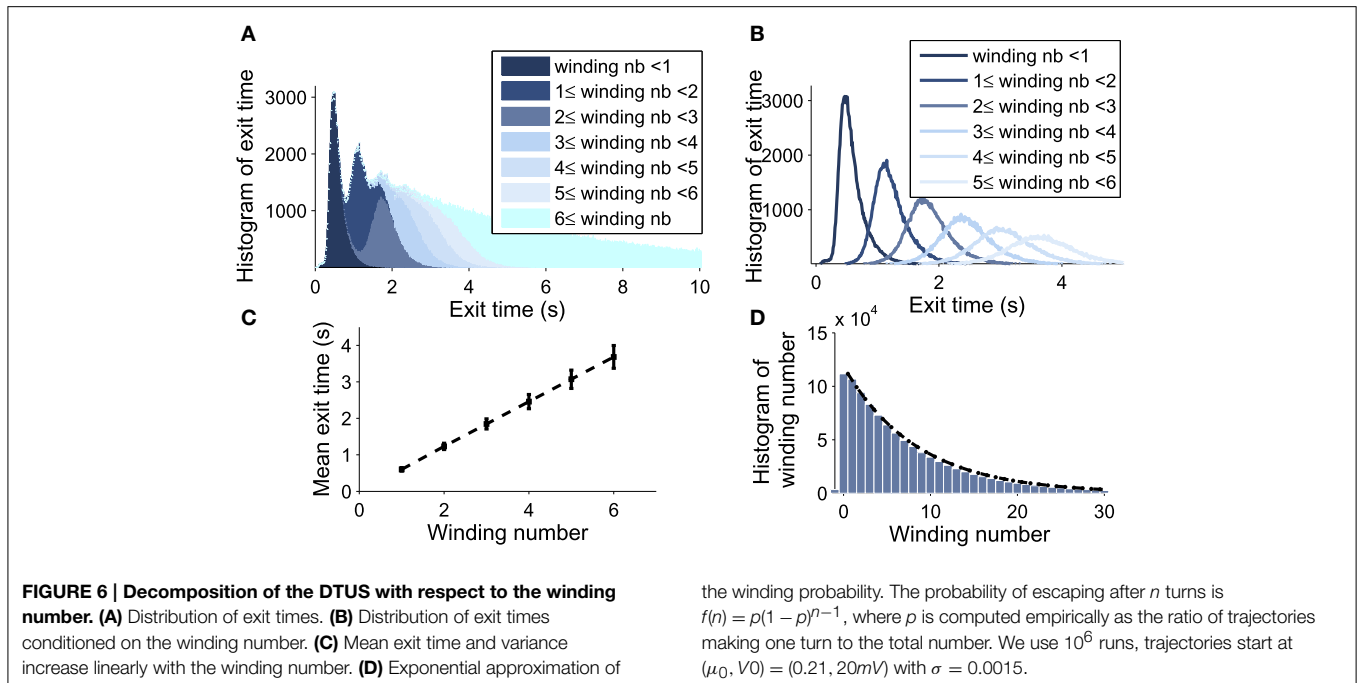 A
Histogram of exit time
3000
2000
1000
0 2 4 6 8 10
Exit time (s)
winding nb <1
1≤ winding nb <2
2≤ winding nb <3
3≤ winding nb <4
4≤ winding nb <5
5≤ winding nb <6
6≤ winding nb
B
Histogram of exit time
3000
2000
1000
0 2 4
Exit time (s)
winding nb <1
1≤ winding nb <2
2≤ winding nb <3
3≤ winding nb <4
4≤ winding nb <5
5≤ winding nb <6
C
Mean exit time (s)
4
3
2
1
0
0 2 4 6
Winding number
D
x 10⁴
Histogram of
winding number
15
10
5
0
0 10 20 30
Winding number
FIGURE 6 | Decomposition of the DTUS with respect to the winding
number. (A) Distribution of exit times. (B) Distribution of exit times
conditioned on the winding number. (C) Mean exit time and variance
increase linearly with the winding number. (D) Exponential approximation of
the winding probability. The probability of escaping after n turns is
f(n) = p(1 − p)ⁿ⁻¹, where p is computed empirically as the ratio of trajectories
making one turn to the total number. We use 10⁶ runs, trajectories start at
(μ₀, V0) = (0.21, 20mV) with σ = 0.0015.